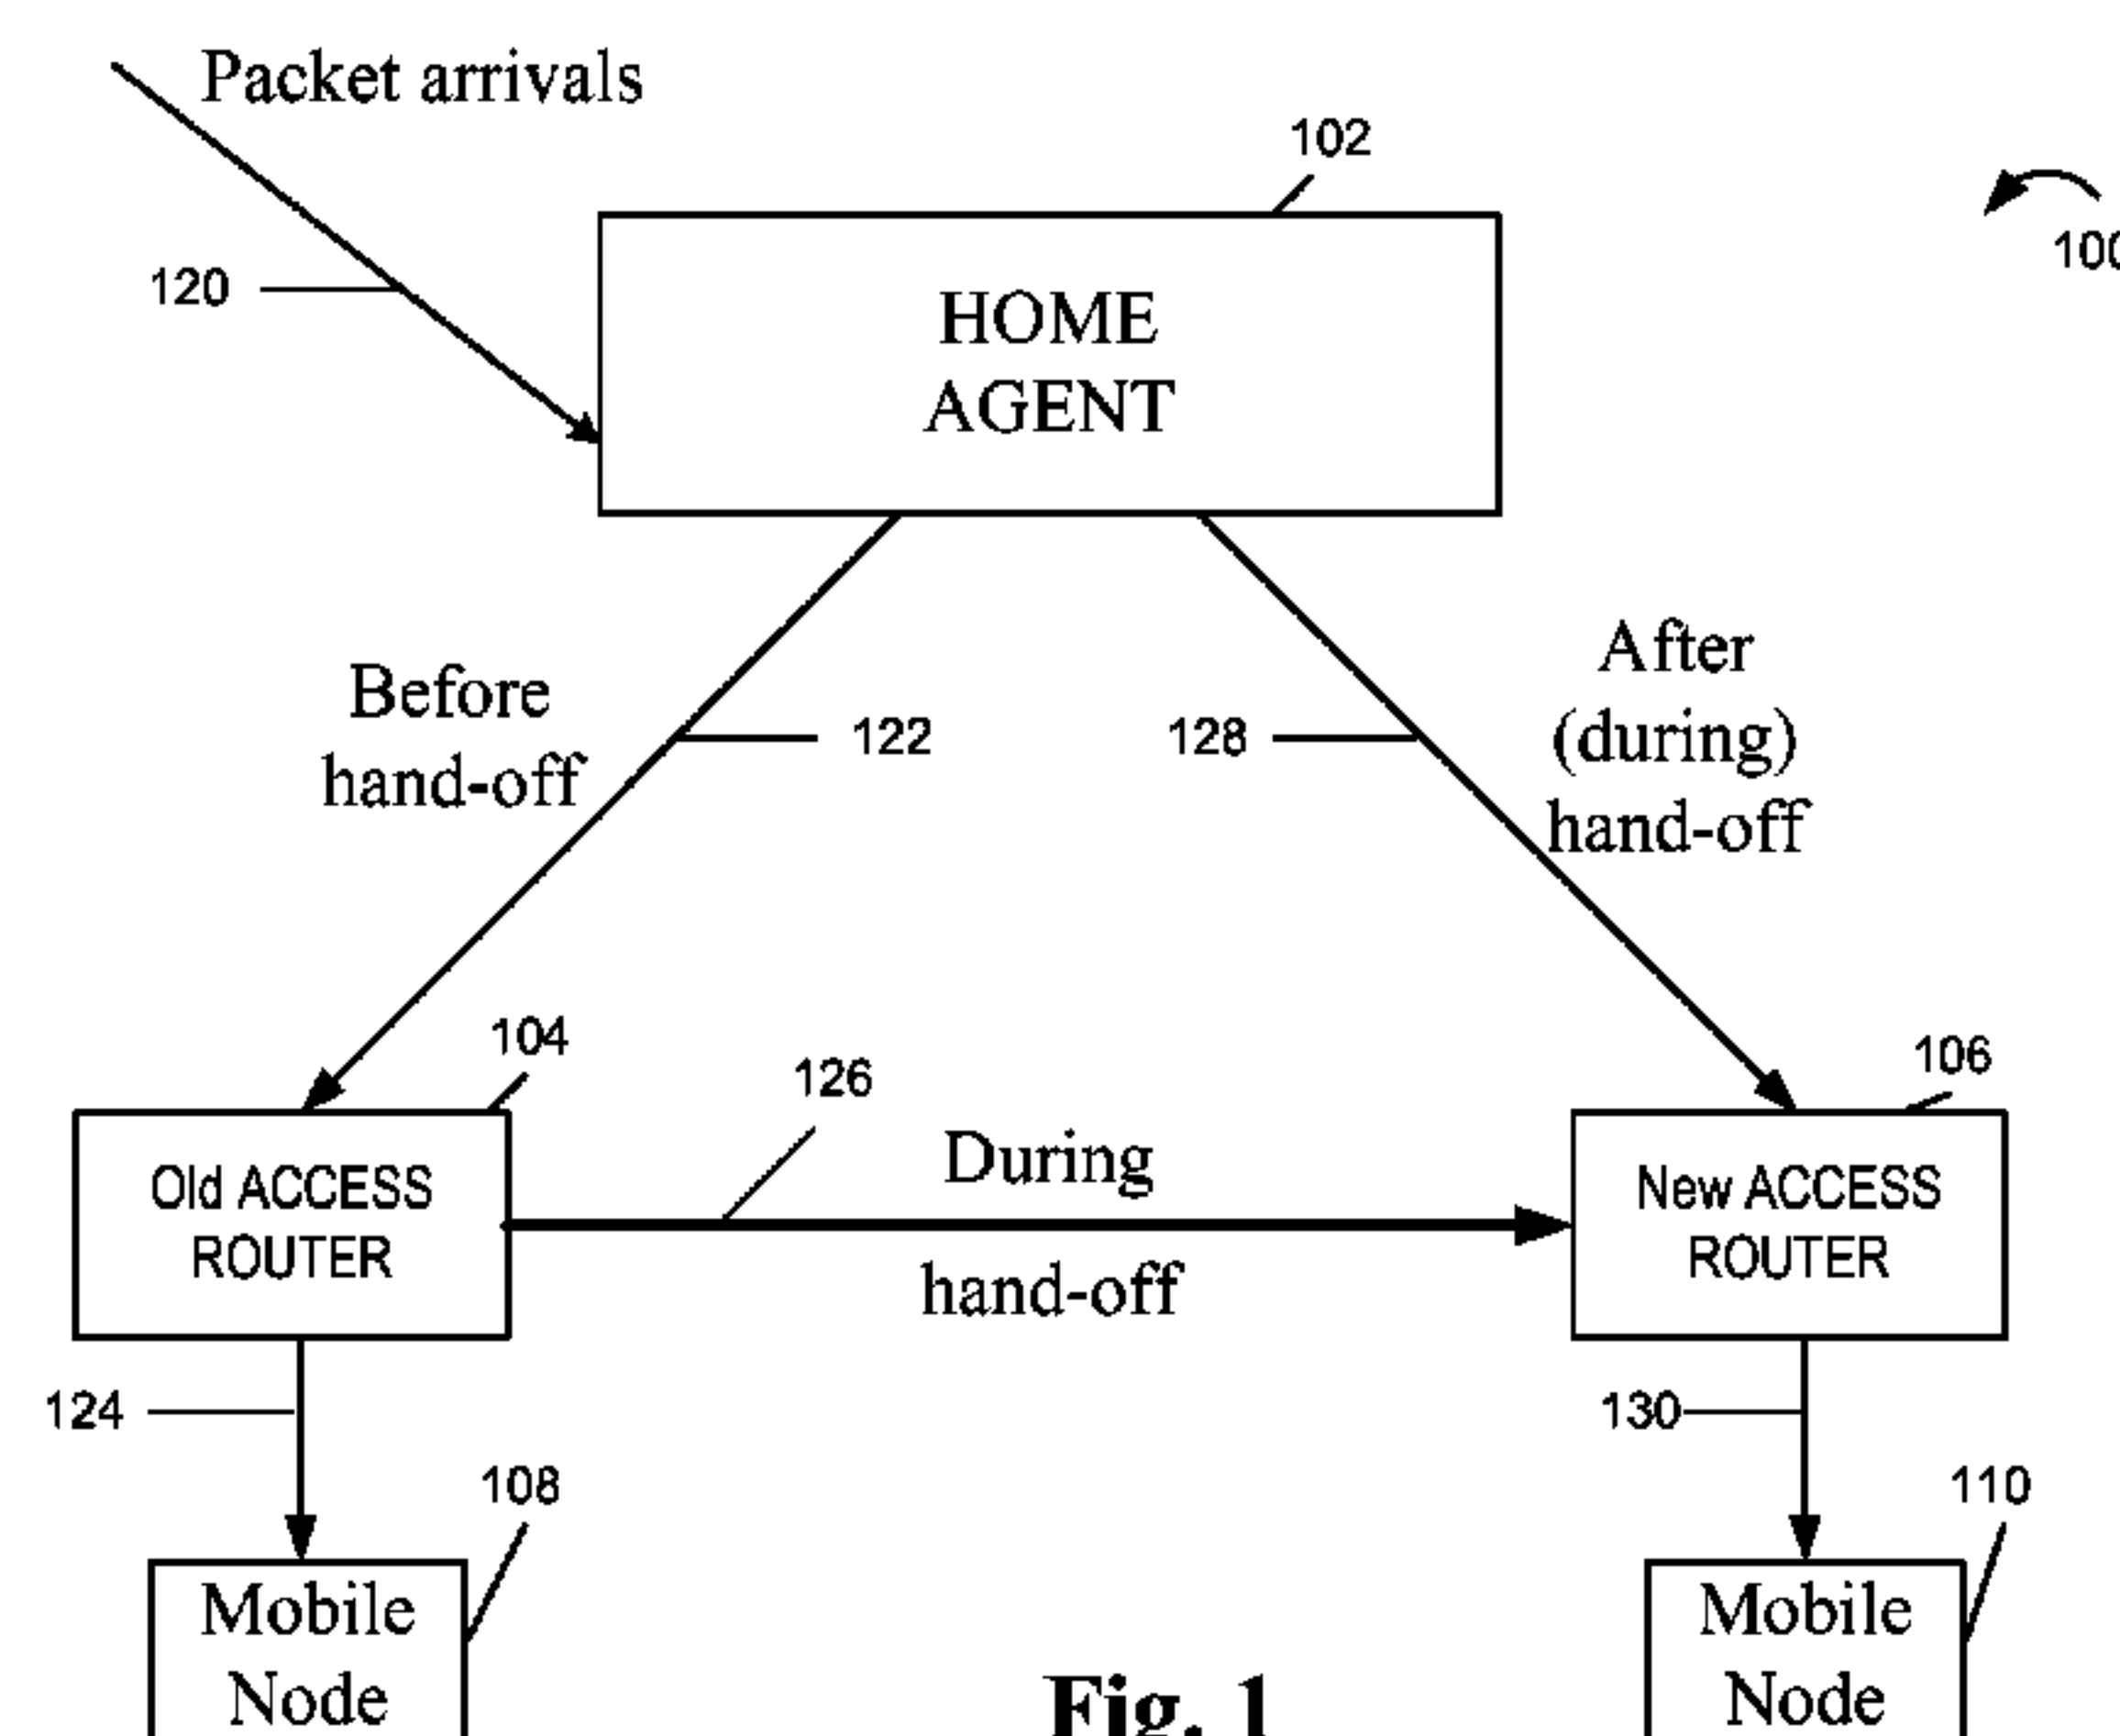 Packet arrivals
102
100
120
HOME
AGENT
Before
hand-off
122
128
After
(during)
hand-off
104
126
106
Old ACCESS
ROUTER
During
hand-off
New ACCESS
ROUTER
124
130
108
110
Mobile
Node
Mobile
Node
Fig. 1